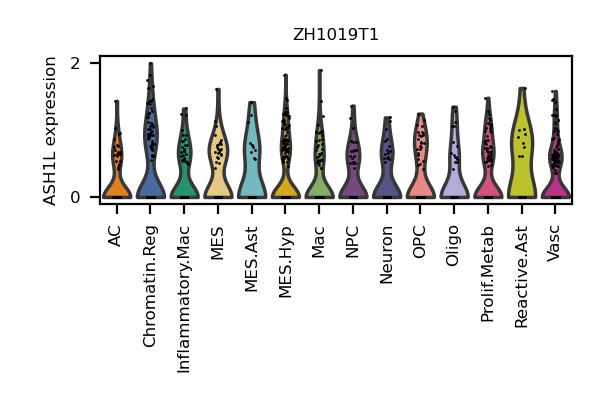 ZH1019T1
ASH1L expression
2
0
AC
Chromatin.Reg
Inflammatory.Mac
MES
MES.Ast
MES.Hyp
Mac
NPC
Neuron
OPC
Oligo
Prolif.Metab
Reactive.Ast
Vasc